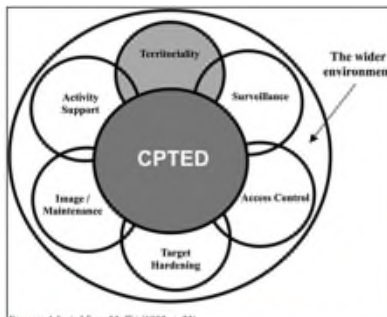 Territoriality
The wider
environment
Activity
Support
Surveillance
CPTED
Image /
Maintenance
Access Control
Target
Hardening